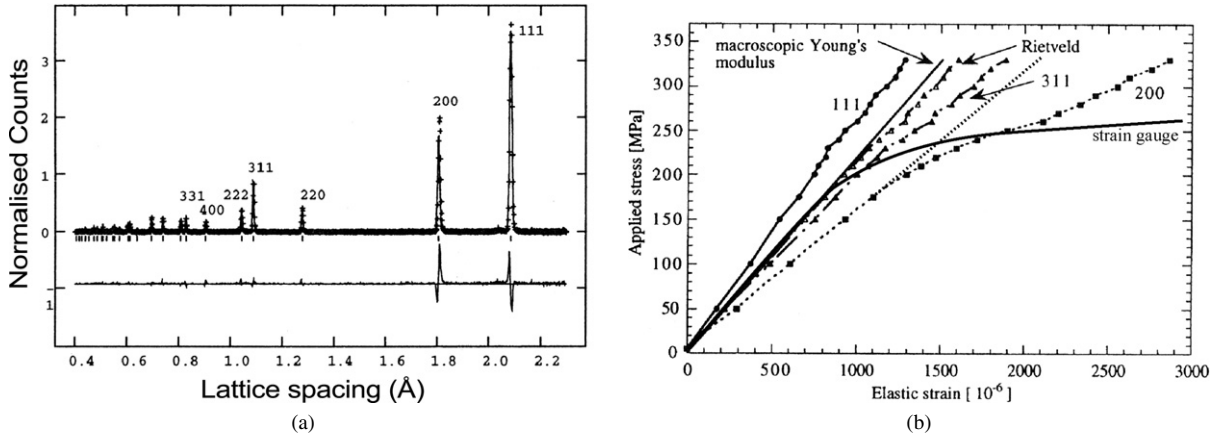 Normalised Counts
3
2
1
0
1
111
200
311
331
222
220
400
0.4 0.6 0.8 1.0 1.2 1.4 1.6 1.8 2.0 2.2
Lattice spacing (Å)
(a)
Applied stress [MPa]
350
300
250
200
150
100
50
0
macroscopic Young's
modulus
Rietveld
311
111
200
strain gauge
0 500 1000 1500 2000 2500 3000
Elastic strain [ 10-6]
(b)